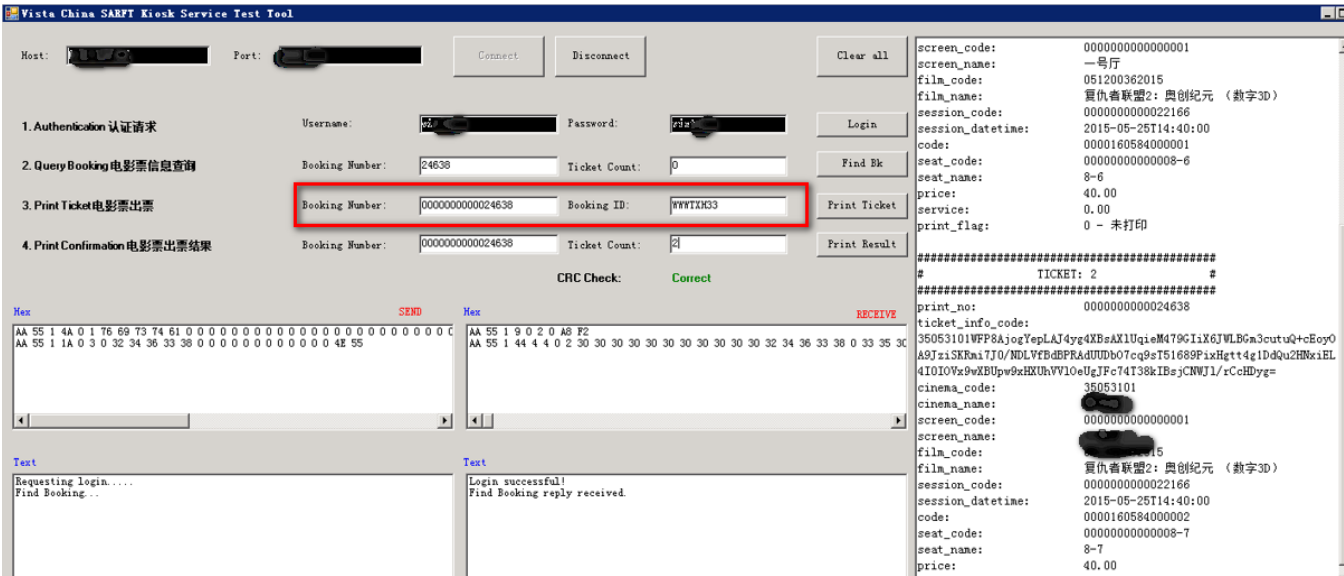 Vista China SARFT Kiosk Service Test Tool
Host: Port: Connect Disconnect Clear all
1. Authentication 认证请求 Username: Password: Login
2. Query Booking 电影票信息查询 Booking Number: 24638 Ticket Count: 0 Find Bk
3. Print Ticket电影票出票 Booking Number: 0000000000024638 Booking ID: WWWTXM33 Print Ticket
4. Print Confirmation 电影票出票结果 Booking Number: 0000000000024638 Ticket Count: 2 Print Result
CRC Check: Correct
Hex SEND
AA 55 1 4A 0 1 76 69 73 74 61 0 0 0 0 0 0 0 0 0 0 0 0 0 0 0 0 0 0 0 0 0 0 0 0 0
AA 55 1 1A 0 3 0 32 34 36 33 38 0 0 0 0 0 0 0 0 0 0 0 0 4E 55
Hex RECEIVE
AA 55 1 9 0 2 0 A8 F2
AA 55 1 44 4 4 0 2 30 30 30 30 30 30 30 30 30 30 30 32 34 36 33 38 0 33 35 30
Text
Requesting login.....
Find Booking...
Text
Login successful!
Find Booking reply received.
screen_code: 0000000000000001
screen_name: 一号厅
film_code: 051200362015
film_name: 复仇者联盟2: 奥创纪元 (数字3D)
session_code: 0000000000022166
session_datetime: 2015-05-25T14:40:00
code: 0000160584000001
seat_code: 00000000000008-6
seat_name: 8-6
price: 40.00
service: 0.00
print_flag: 0 - 未打印
#############################################
# TICKET: 2 #
#############################################
print_no: 0000000000024638
ticket_info_code:
35053101WFP8AjogYepLAJ4yg4XBsAX1UqieM479GIiX6JWLBGm3cutuQ+cEoyO
A9JziSKRmi7J0/NDLVfBdBPRAdUUDbO7cq9sT51689PixHgtt4g1DdQu2HNxiEL
4I0IOVx9wXBUpw9xHXUhVVlOeUgJFc74T38kIBsjCNWJl/rCcHDyg=
cinema_code: 35053101
cinema_name:
screen_code: 0000000000000001
screen_name:
film_code: 15
film_name: 复仇者联盟2: 奥创纪元 (数字3D)
session_code: 0000000000022166
session_datetime: 2015-05-25T14:40:00
code: 0000160584000002
seat_code: 00000000000008-7
seat_name: 8-7
price: 40.00